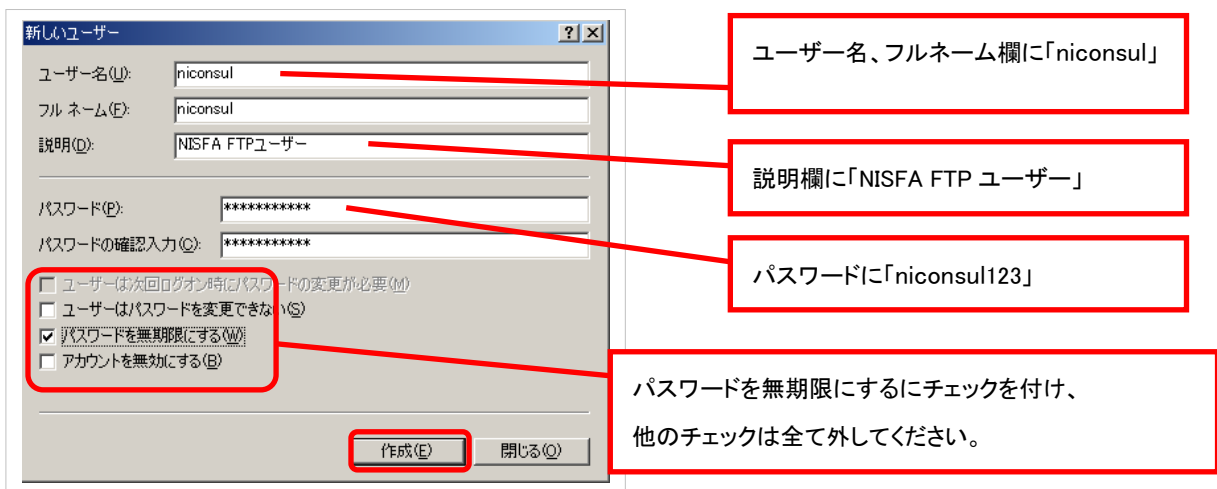 新しいユーザー
ユーザー名(U): niconsul
フル ネーム(F): niconsul
説明(D): NISFA FTPユーザー
パスワード(P): ***********
パスワードの確認入力(C): ***********
ユーザーは次回ログオン時にパスワードの変更が必要(M)
ユーザーはパスワードを変更できない(S)
パスワードを無期限にする(W)
アカウントを無効にする(B)
作成(E) 閉じる(O)
ユーザー名、フルネーム欄に「niconsul」
説明欄に「NISFA FTP ユーザー」
パスワードに「niconsul123」
パスワードを無期限にするにチェックを付け、
他のチェックは全て外してください。